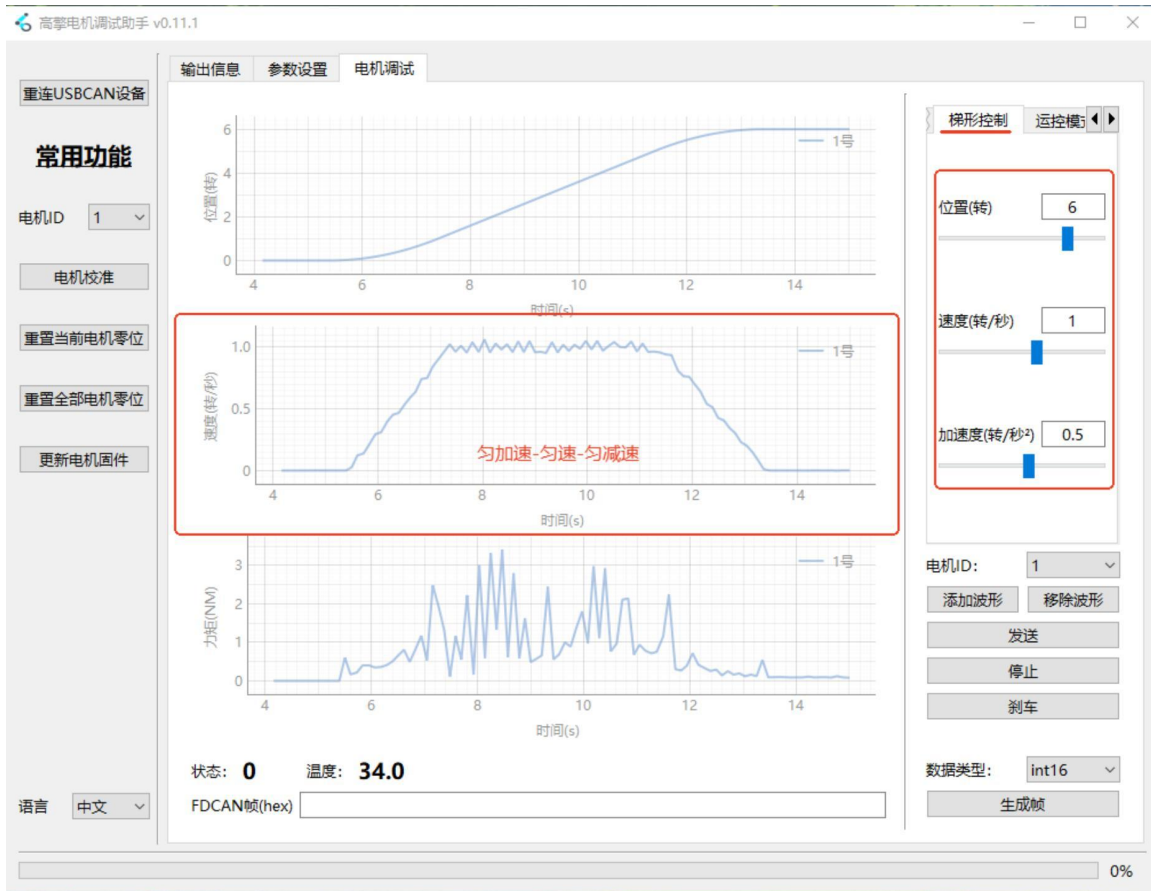 高擎电机调试助手 v0.11.1
重连USBCAN设备
常用功能
电机ID 1
电机校准
重置当前电机零位
重置全部电机零位
更新电机固件
语言 中文
输出信息 参数设置 电机调试
6
4
2
0
位置(转)
1号
4 6 8 10 12 14
时间(s)
1.0
0.5
0
速度(转/秒)
1号
匀加速-匀速-匀减速
4 6 8 10 12 14
时间(s)
3
2
1
0
力矩(NM)
1号
4 6 8 10 12 14
时间(s)
状态: 0 温度: 34.0
FDCAN帧(hex)
梯形控制 运控模
位置(转) 6
速度(转/秒) 1
加速度(转/秒²) 0.5
电机ID: 1
添加波形 移除波形
发送
停止
刹车
数据类型: int16
生成帧
0%